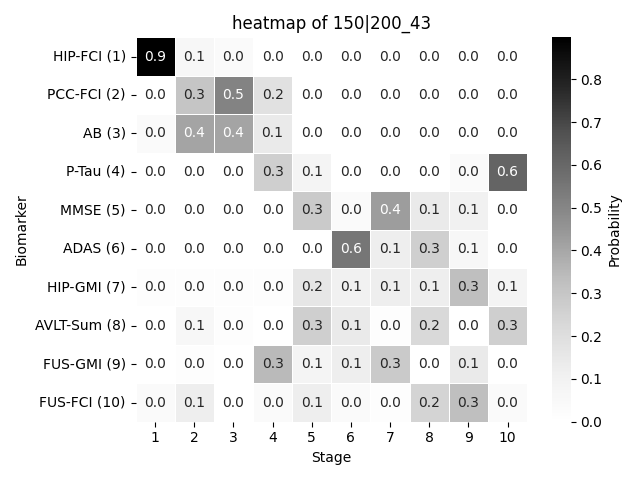 heatmap of 150|200_43
HIP-FCI (1) 0.9 0.1 0.0 0.0 0.0 0.0 0.0 0.0 0.0 0.0
PCC-FCI (2) 0.0 0.3 0.5 0.2 0.0 0.0 0.0 0.0 0.0 0.0
AB (3) 0.0 0.4 0.4 0.1 0.0 0.0 0.0 0.0 0.0 0.0
P-Tau (4) 0.0 0.0 0.0 0.3 0.1 0.0 0.0 0.0 0.0 0.6
MMSE (5) 0.0 0.0 0.0 0.0 0.3 0.0 0.4 0.1 0.1 0.0
ADAS (6) 0.0 0.0 0.0 0.0 0.0 0.6 0.1 0.3 0.1 0.0
HIP-GMI (7) 0.0 0.0 0.0 0.0 0.2 0.1 0.1 0.1 0.3 0.1
AVLT-Sum (8) 0.0 0.1 0.0 0.0 0.3 0.1 0.0 0.2 0.0 0.3
FUS-GMI (9) 0.0 0.0 0.0 0.3 0.1 0.1 0.3 0.0 0.1 0.0
FUS-FCI (10) 0.0 0.1 0.0 0.0 0.1 0.0 0.0 0.2 0.3 0.0
1 2 3 4 5 6 7 8 9 10
Stage
Biomarker
0.8
0.7
0.6
0.5
0.4
0.3
0.2
0.1
0.0
Probability